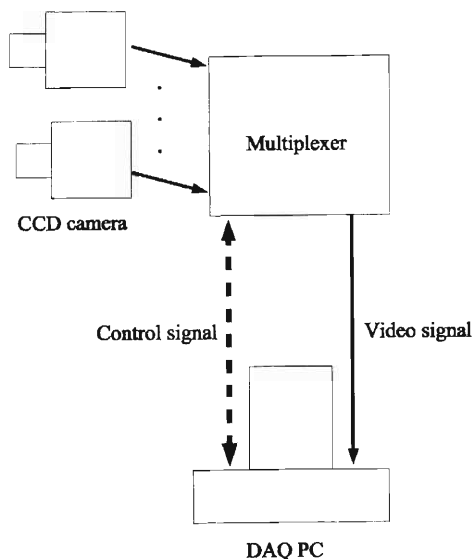 Multiplexer
CCD camera
Control signal
Video signal
DAQ PC